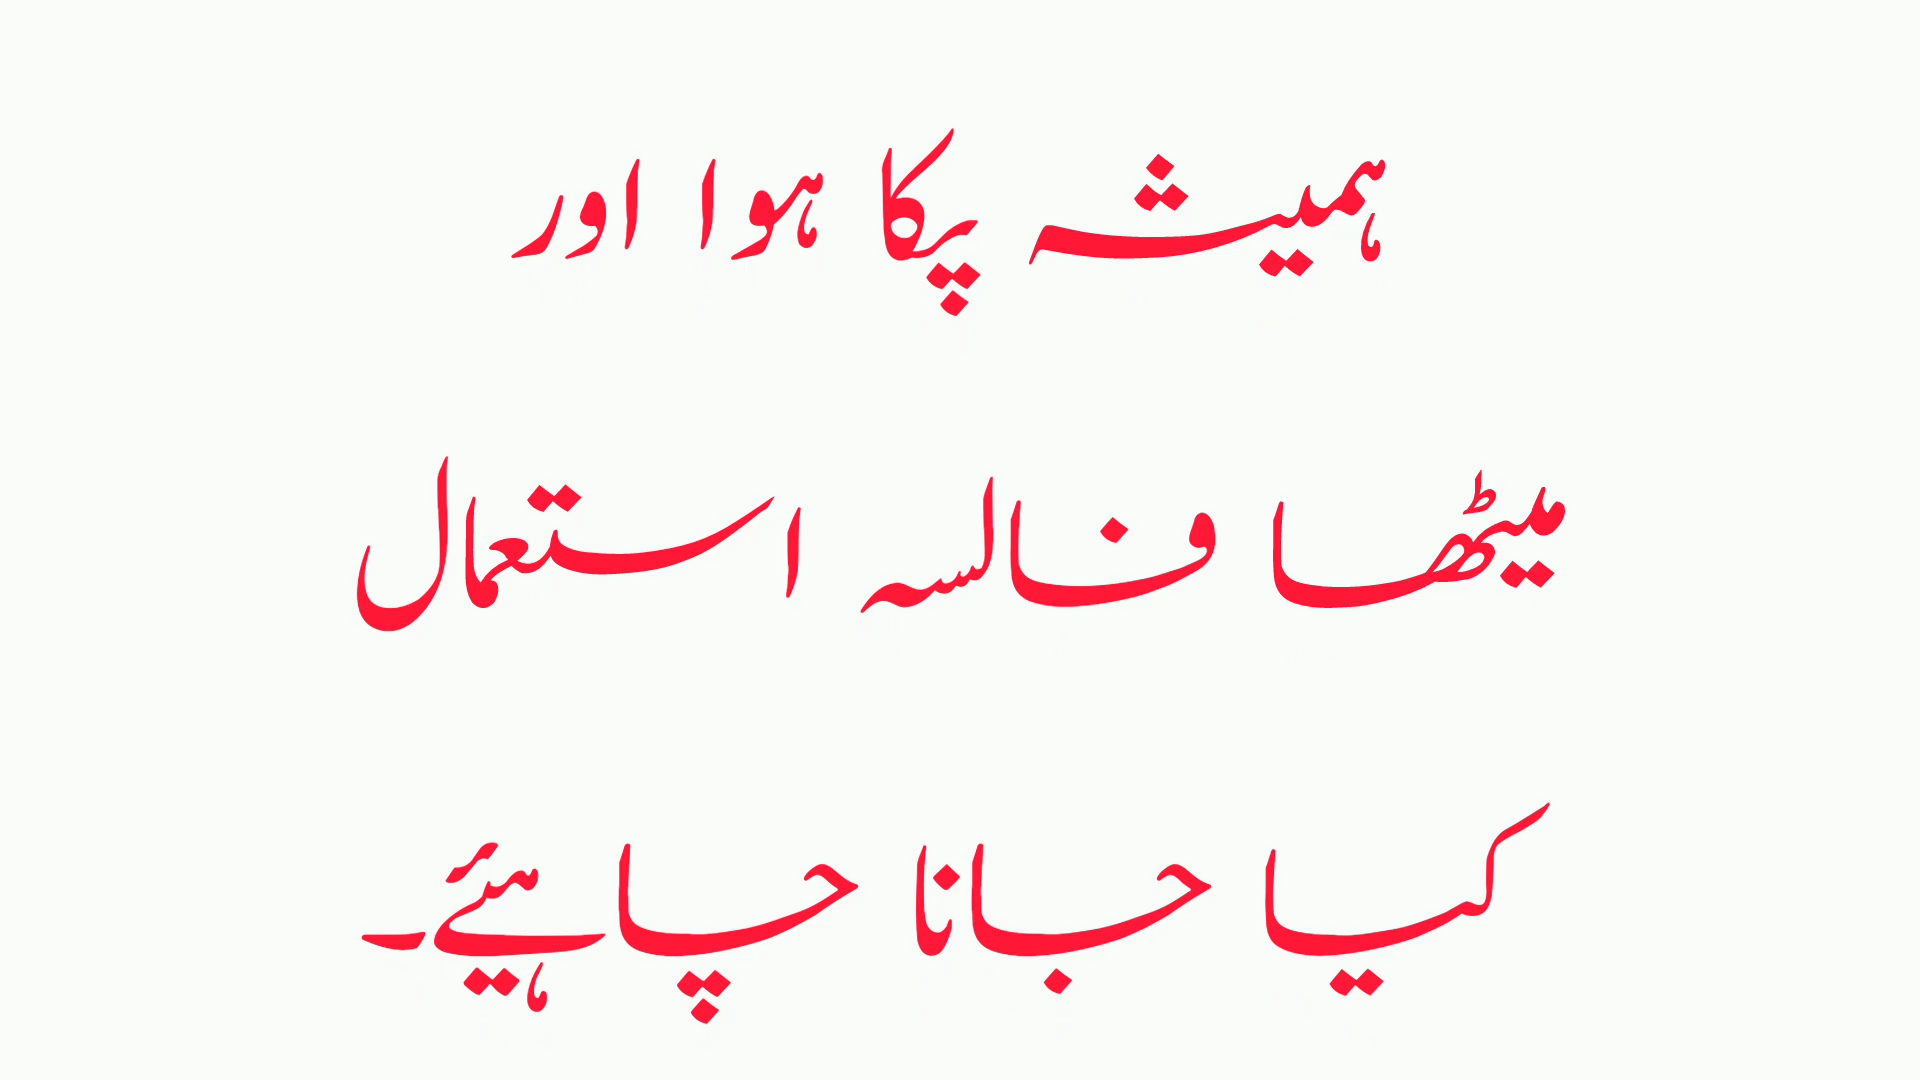 ہمیشہ پکا ہوا اور
میٹھا فالسہ استعمال
کیا جانا چاہیئے۔